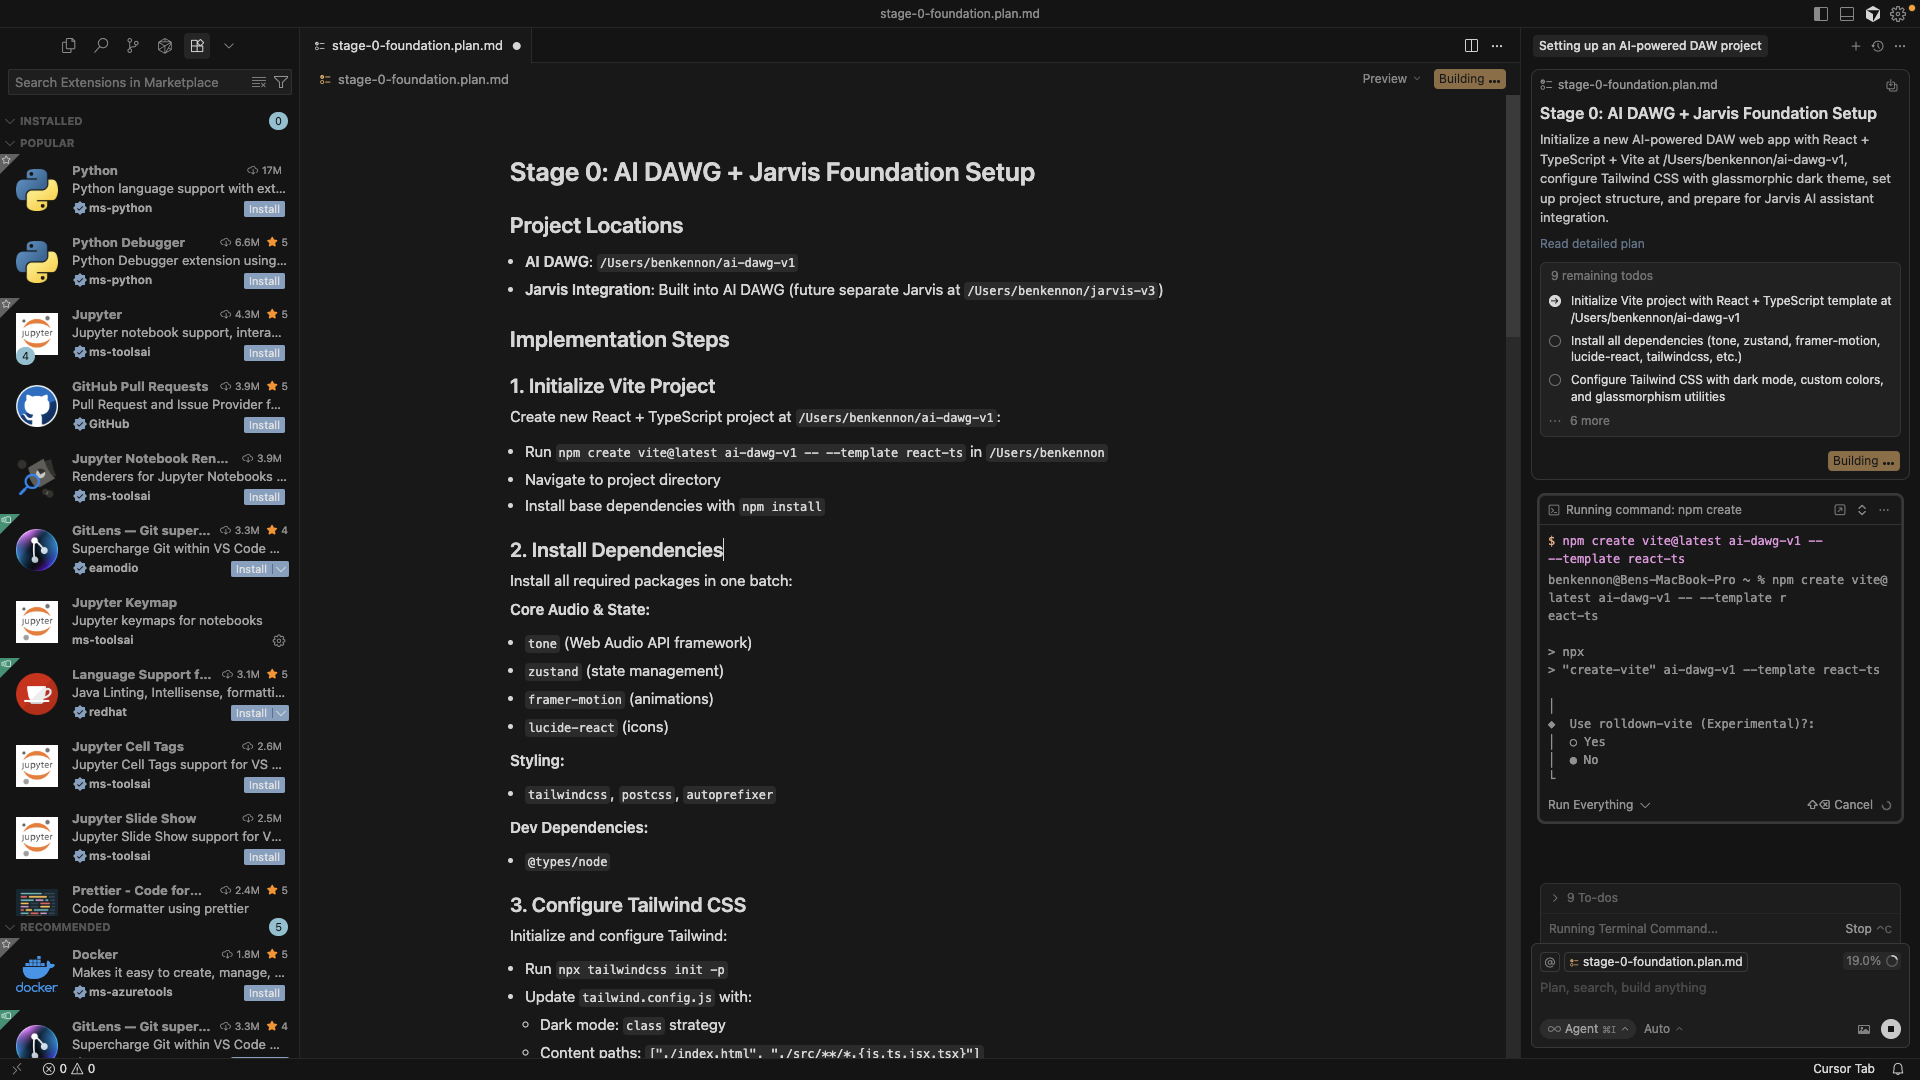 stage-0-foundation.plan.md
Search Extensions in Marketplace
INSTALLED
0
POPULAR
Python
17M
Python language support with ext...
ms-python
Install
Python Debugger
6.6M
5
Python Debugger extension using...
ms-python
Install
Jupyter
4.3M
5
jupyter
Jupyter notebook support, intera...
4
ms-toolsai
Install
GitHub Pull Requests
3.9M
5
Pull Request and Issue Provider f...
GitHub
Install
Jupyter Notebook Ren...
3.9M
Renderers for Jupyter Notebooks ...
ms-toolsai
Install
GitLens — Git super...
3.3M
4
Supercharge Git within VS Code ...
eamodio
Install
Jupyter Keymap
jupyter
Jupyter keymaps for notebooks
ms-toolsai
Language Support f...
3.1M
5
Java Linting, Intellisense, formatti...
redhat
Install
Jupyter Cell Tags
2.6M
jupyter
Jupyter Cell Tags support for VS ...
ms-toolsai
Install
Jupyter Slide Show
2.5M
jupyter
Jupyter Slide Show support for V...
ms-toolsai
Install
Prettier - Code for...
2.4M
5
Code formatter using prettier
RECOMMENDED
5
Docker
1.8M
5
docker
Makes it easy to create, manage, ...
ms-azuretools
Install
GitLens — Git super...
3.3M
4
Supercharge Git within VS Code ...
0
0
stage-0-foundation.plan.md
stage-0-foundation.plan.md
Preview
Building ...
Stage 0: AI DAWG + Jarvis Foundation Setup
Project Locations
• AI DAWG: /Users/benkennon/ai-dawg-v1
• Jarvis Integration: Built into AI DAWG (future separate Jarvis at /Users/benkennon/jarvis-v3)
Implementation Steps
1. Initialize Vite Project
Create new React + TypeScript project at /Users/benkennon/ai-dawg-v1:
• Run npm create vite@latest ai-dawg-v1 -- --template react-ts in /Users/benkennon
• Navigate to project directory
• Install base dependencies with npm install
2. Install Dependencies
Install all required packages in one batch:
Core Audio & State:
• tone (Web Audio API framework)
• zustand (state management)
• framer-motion (animations)
• lucide-react (icons)
Styling:
• tailwindcss, postcss, autoprefixer
Dev Dependencies:
• @types/node
3. Configure Tailwind CSS
Initialize and configure Tailwind:
• Run npx tailwindcss init -p
• Update tailwind.config.js with:
Dark mode: class strategy
Content paths: ["./index.html", "./src/**/*.{js,ts,jsx,tsx}"]
Setting up an AI-powered DAW project
stage-0-foundation.plan.md
Stage 0: AI DAWG + Jarvis Foundation Setup
Initialize a new AI-powered DAW web app with React +
TypeScript + Vite at /Users/benkennon/ai-dawg-v1,
configure Tailwind CSS with glassmorphic dark theme, set
up project structure, and prepare for Jarvis AI assistant
integration.
Read detailed plan
9 remaining todos
Initialize Vite project with React + TypeScript template at
/Users/benkennon/ai-dawg-v1
Install all dependencies (tone, zustand, framer-motion,
lucide-react, tailwindcss, etc.)
Configure Tailwind CSS with dark mode, custom colors,
and glassmorphism utilities
... 6 more
Building ...
Running command: npm create
$ npm create vite@latest ai-dawg-v1 --
--template react-ts
benkennon@Bens-MacBook-Pro ~ % npm create vite@
latest ai-dawg-v1 -- --template r
eact-ts
> npx
> "create-vite" ai-dawg-v1 --template react-ts
Use rolldown-vite (Experimental)?:
Yes
No
Run Everything
Cancel
9 To-dos
Running Terminal Command...
Stop ^C
@
stage-0-foundation.plan.md
19.0%
Plan, search, build anything
Agent ⌘I
Auto
Cursor Tab